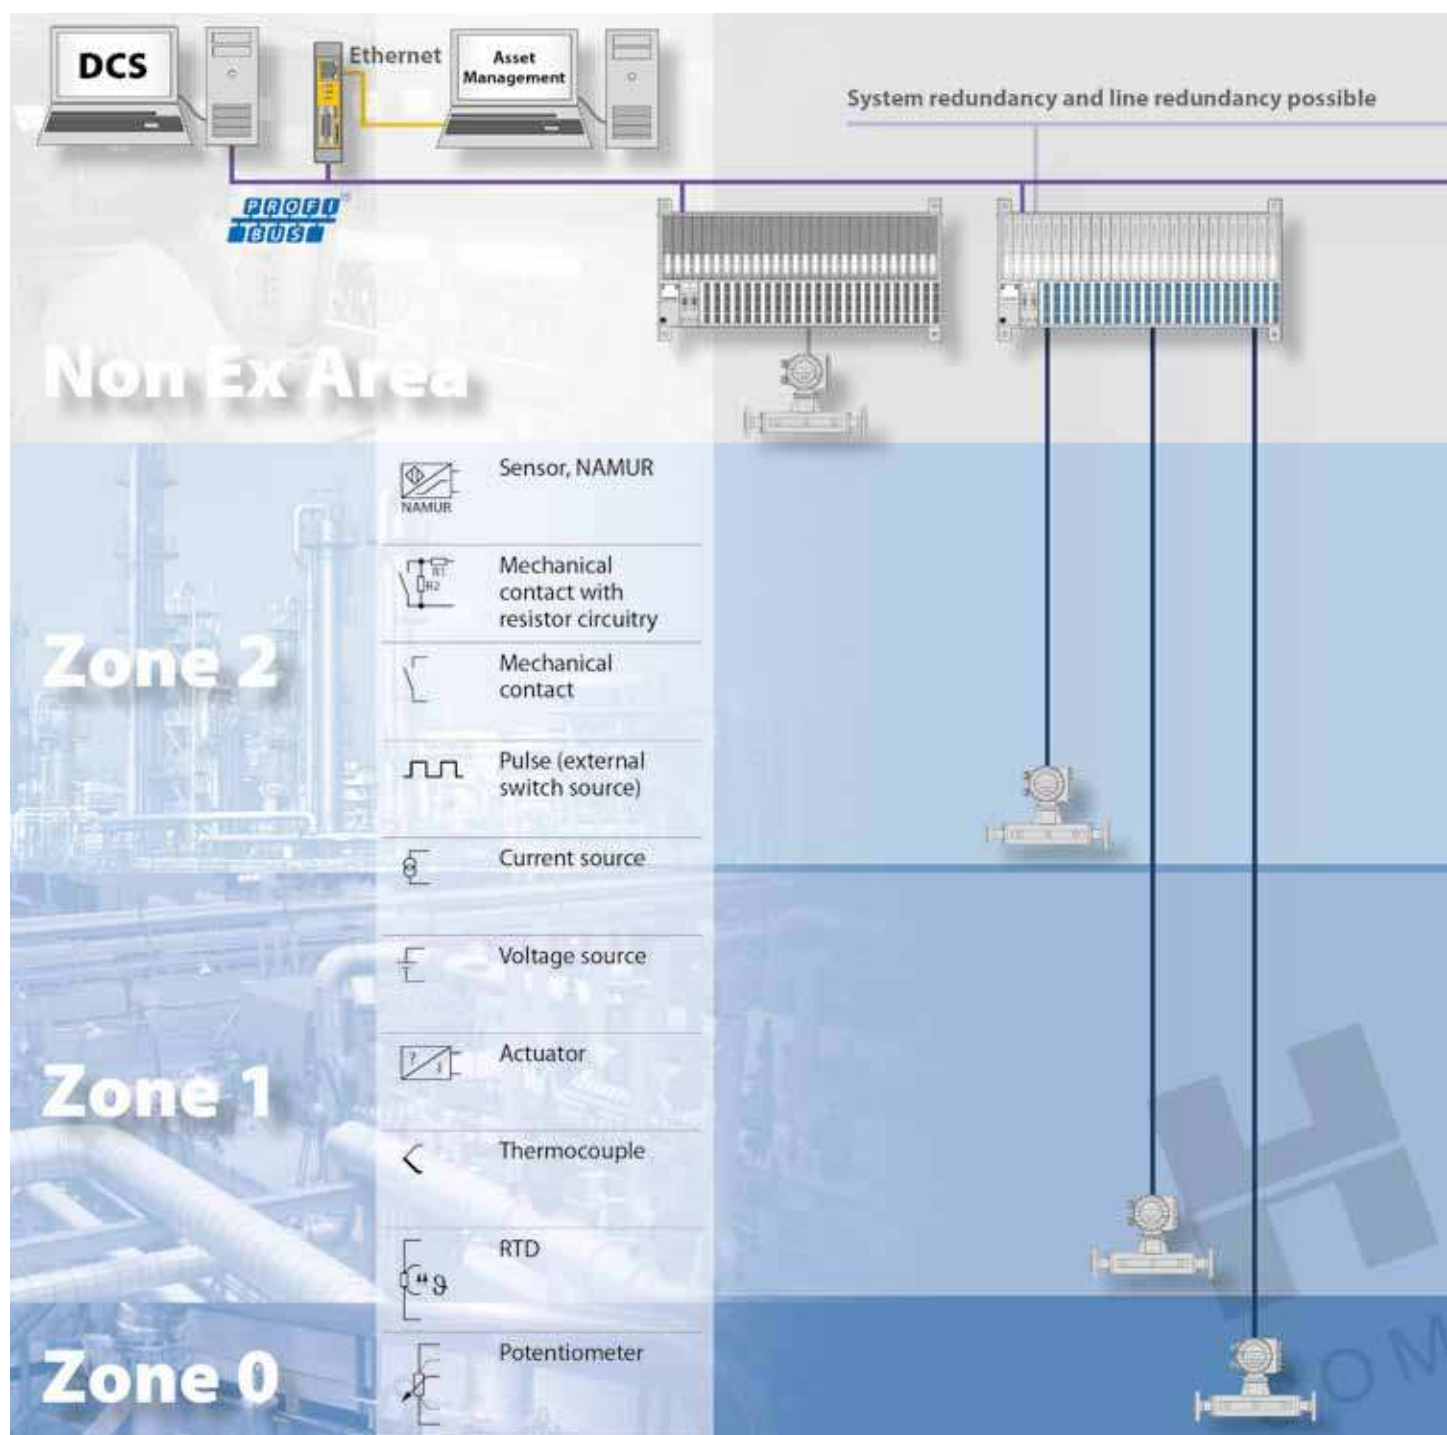 DCS
Ethernet
Asset
Management
System redundancy and line redundancy possible
PROFI
BUS
Non Ex Area
Sensor, NAMUR
NAMUR
R1
R2
Mechanical
contact with
resistor circuitry
Zone 2
Mechanical
contact
Pulse (external
switch source)
Current source
Voltage source
Actuator
Zone 1
Thermocouple
RTD
"ϑ
Potentiometer
Zone 0
OM